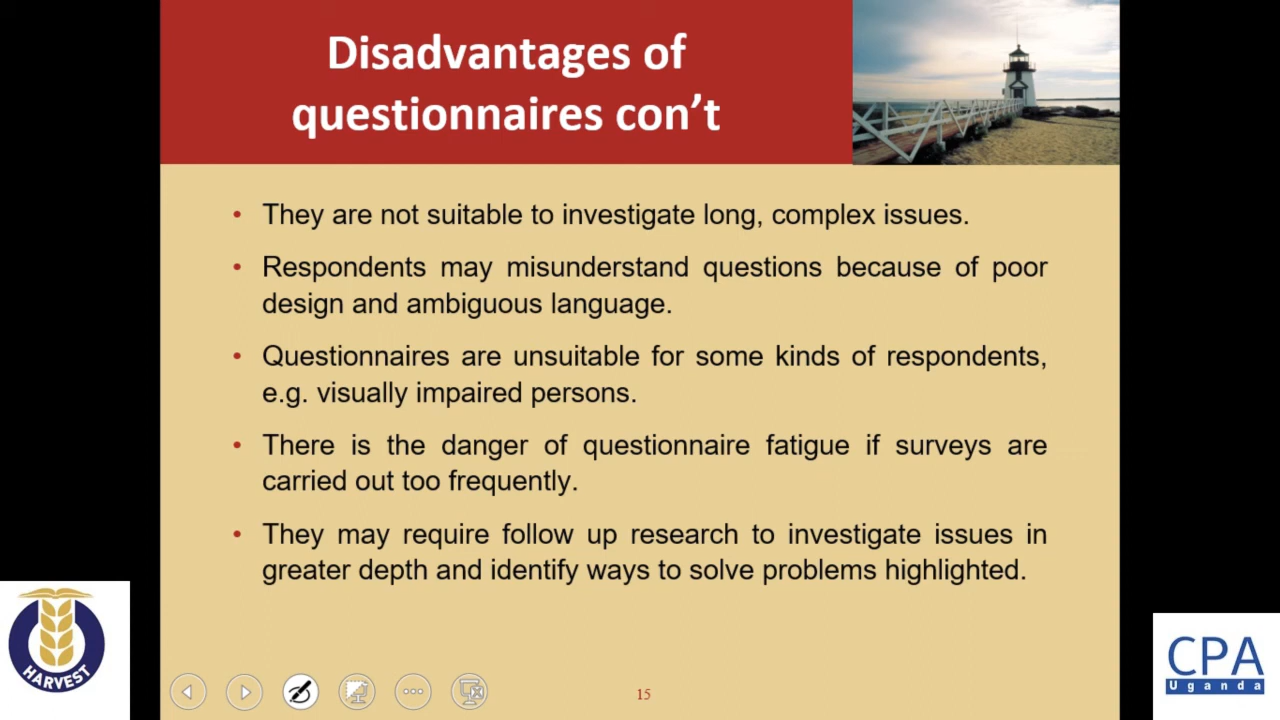 Disadvantages of
questionnaires con’t
• They are not suitable to investigate long, complex issues.
• Respondents may misunderstand questions because of poor
design and ambiguous language.
• Questionnaires are unsuitable for some kinds of respondents,
e.g. visually impaired persons.
• There is the danger of questionnaire fatigue if surveys are
carried out too frequently.
• They may require follow up research to investigate issues in
greater depth and identify ways to solve problems highlighted.
HARVEST
15
CPA
Uganda